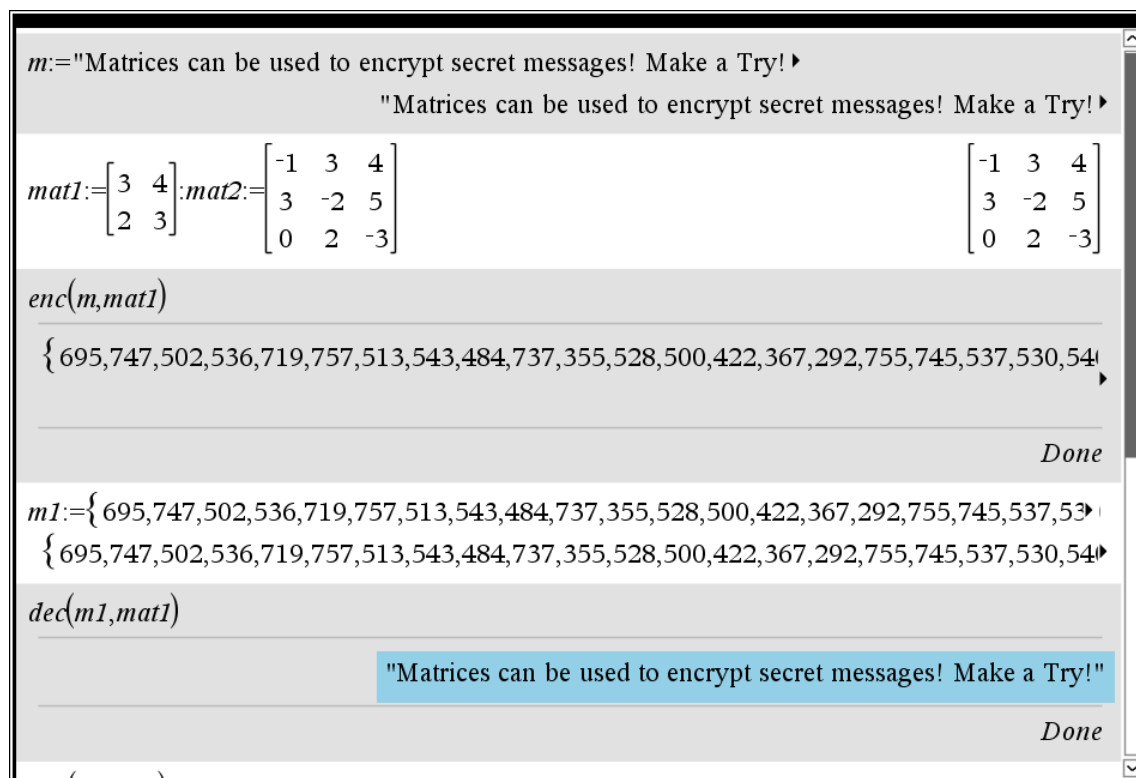 m:="Matrices can be used to encrypt secret messages! Make a Try!▸
"Matrices can be used to encrypt secret messages! Make a Try!▸
mat1:=[3 4; 2 3]:mat2:=[-1 3 4; 3 -2 5; 0 2 -3] [-1 3 4; 3 -2 5; 0 2 -3]
enc(m,mat1)
{695,747,502,536,719,757,513,543,484,737,355,528,500,422,367,292,755,745,537,530,540▸
Done
m1:={695,747,502,536,719,757,513,543,484,737,355,528,500,422,367,292,755,745,537,53▸
{695,747,502,536,719,757,513,543,484,737,355,528,500,422,367,292,755,745,537,530,540▸
dec(m1,mat1)
"Matrices can be used to encrypt secret messages! Make a Try!"
Done